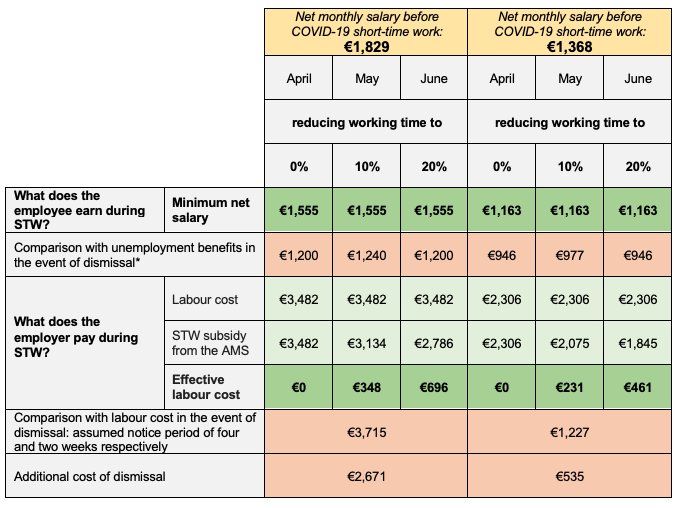 Net monthly salary before
COVID-19 short-time work:
€1,829
Net monthly salary before
COVID-19 short-time work:
€1,368
April May June April May June
reducing working time to reducing working time to
0% 10% 20% 0% 10% 20%
What does the
employee earn during
STW?
Minimum net
salary
€1,555 €1,555 €1,555 €1,163 €1,163 €1,163
Comparison with unemployment benefits in
the event of dismissal*
€1,200 €1,240 €1,200 €946 €977 €946
What does the
employer pay during
STW?
Labour cost €3,482 €3,482 €3,482 €2,306 €2,306 €2,306
STW subsidy
from the AMS
€3,482 €3,134 €2,786 €2,306 €2,075 €1,845
Effective
labour cost
€0 €348 €696 €0 €231 €461
Comparison with labour cost in the event of
dismissal: assumed notice period of four
and two weeks respectively
€3,715 €1,227
Additional cost of dismissal €2,671 €535